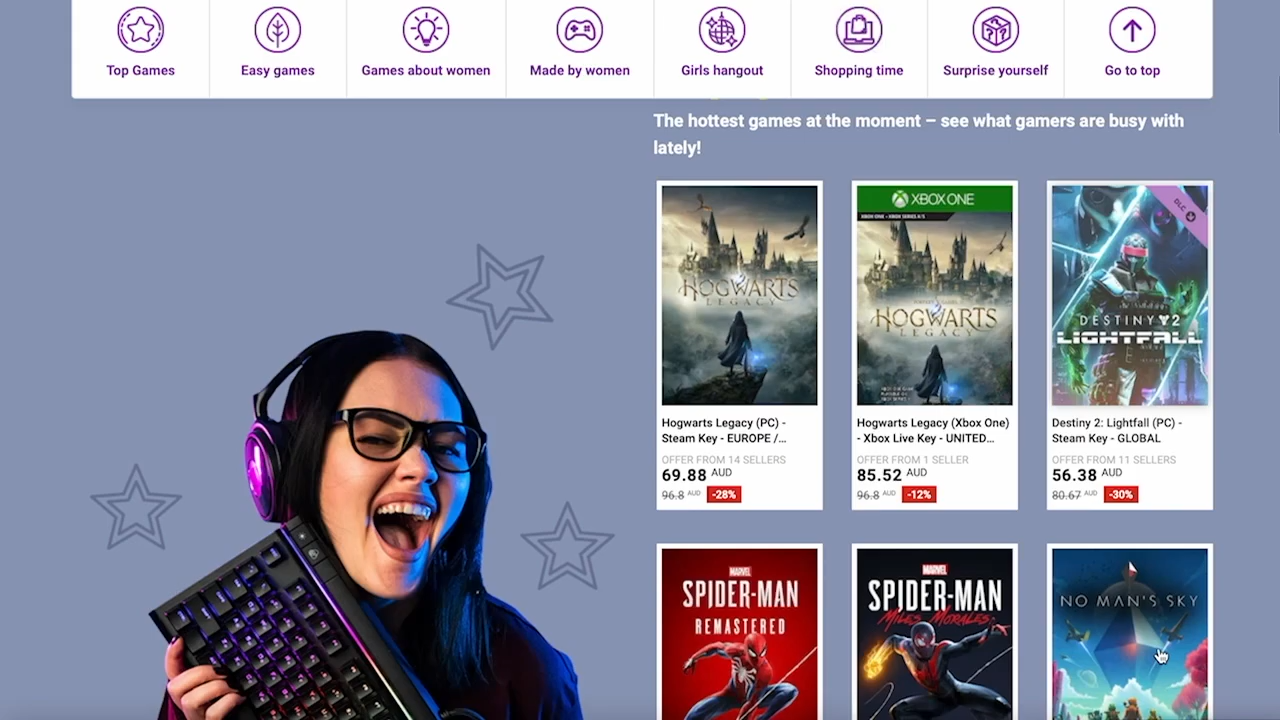 Top Games
Easy games
Games about women
Made by women
Girls hangout
Shopping time
Surprise yourself
Go to top
The hottest games at the moment – see what gamers are busy with
lately!
HOGWARTS
LEGACY
XBOX ONE
XBOX ONE - XBOX SERIES X/S
HOGWARTS
LEGACY
DLC
DESTINY 2
LIGHTFALL
Hogwarts Legacy (PC) -
Steam Key - EUROPE /...
OFFER FROM 14 SELLERS
69.88 AUD
96.8 AUD -28%
Hogwarts Legacy (Xbox One)
- Xbox Live Key - UNITED...
OFFER FROM 1 SELLER
85.52 AUD
96.8 AUD -12%
Destiny 2: Lightfall (PC) -
Steam Key - GLOBAL
OFFER FROM 11 SELLERS
56.38 AUD
80.67 AUD -30%
MARVEL
SPIDER-MAN
REMASTERED
MARVEL
SPIDER-MAN
MILES MORALES
NO MAN'S SKY